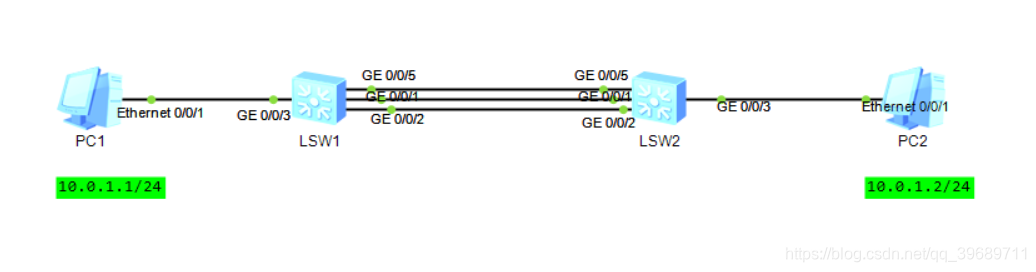 GE 0/0/5
GE 0/0/5
GE 0/0/1
GE 0/0/1
Ethernet 0/0/1
GE 0/0/3
GE 0/0/2
GE 0/0/2
GE 0/0/3
Ethernet 0/0/1
PC1
LSW1
LSW2
PC2
10.0.1.1/24
10.0.1.2/24
https://blog.csdn.net/qq_39689711